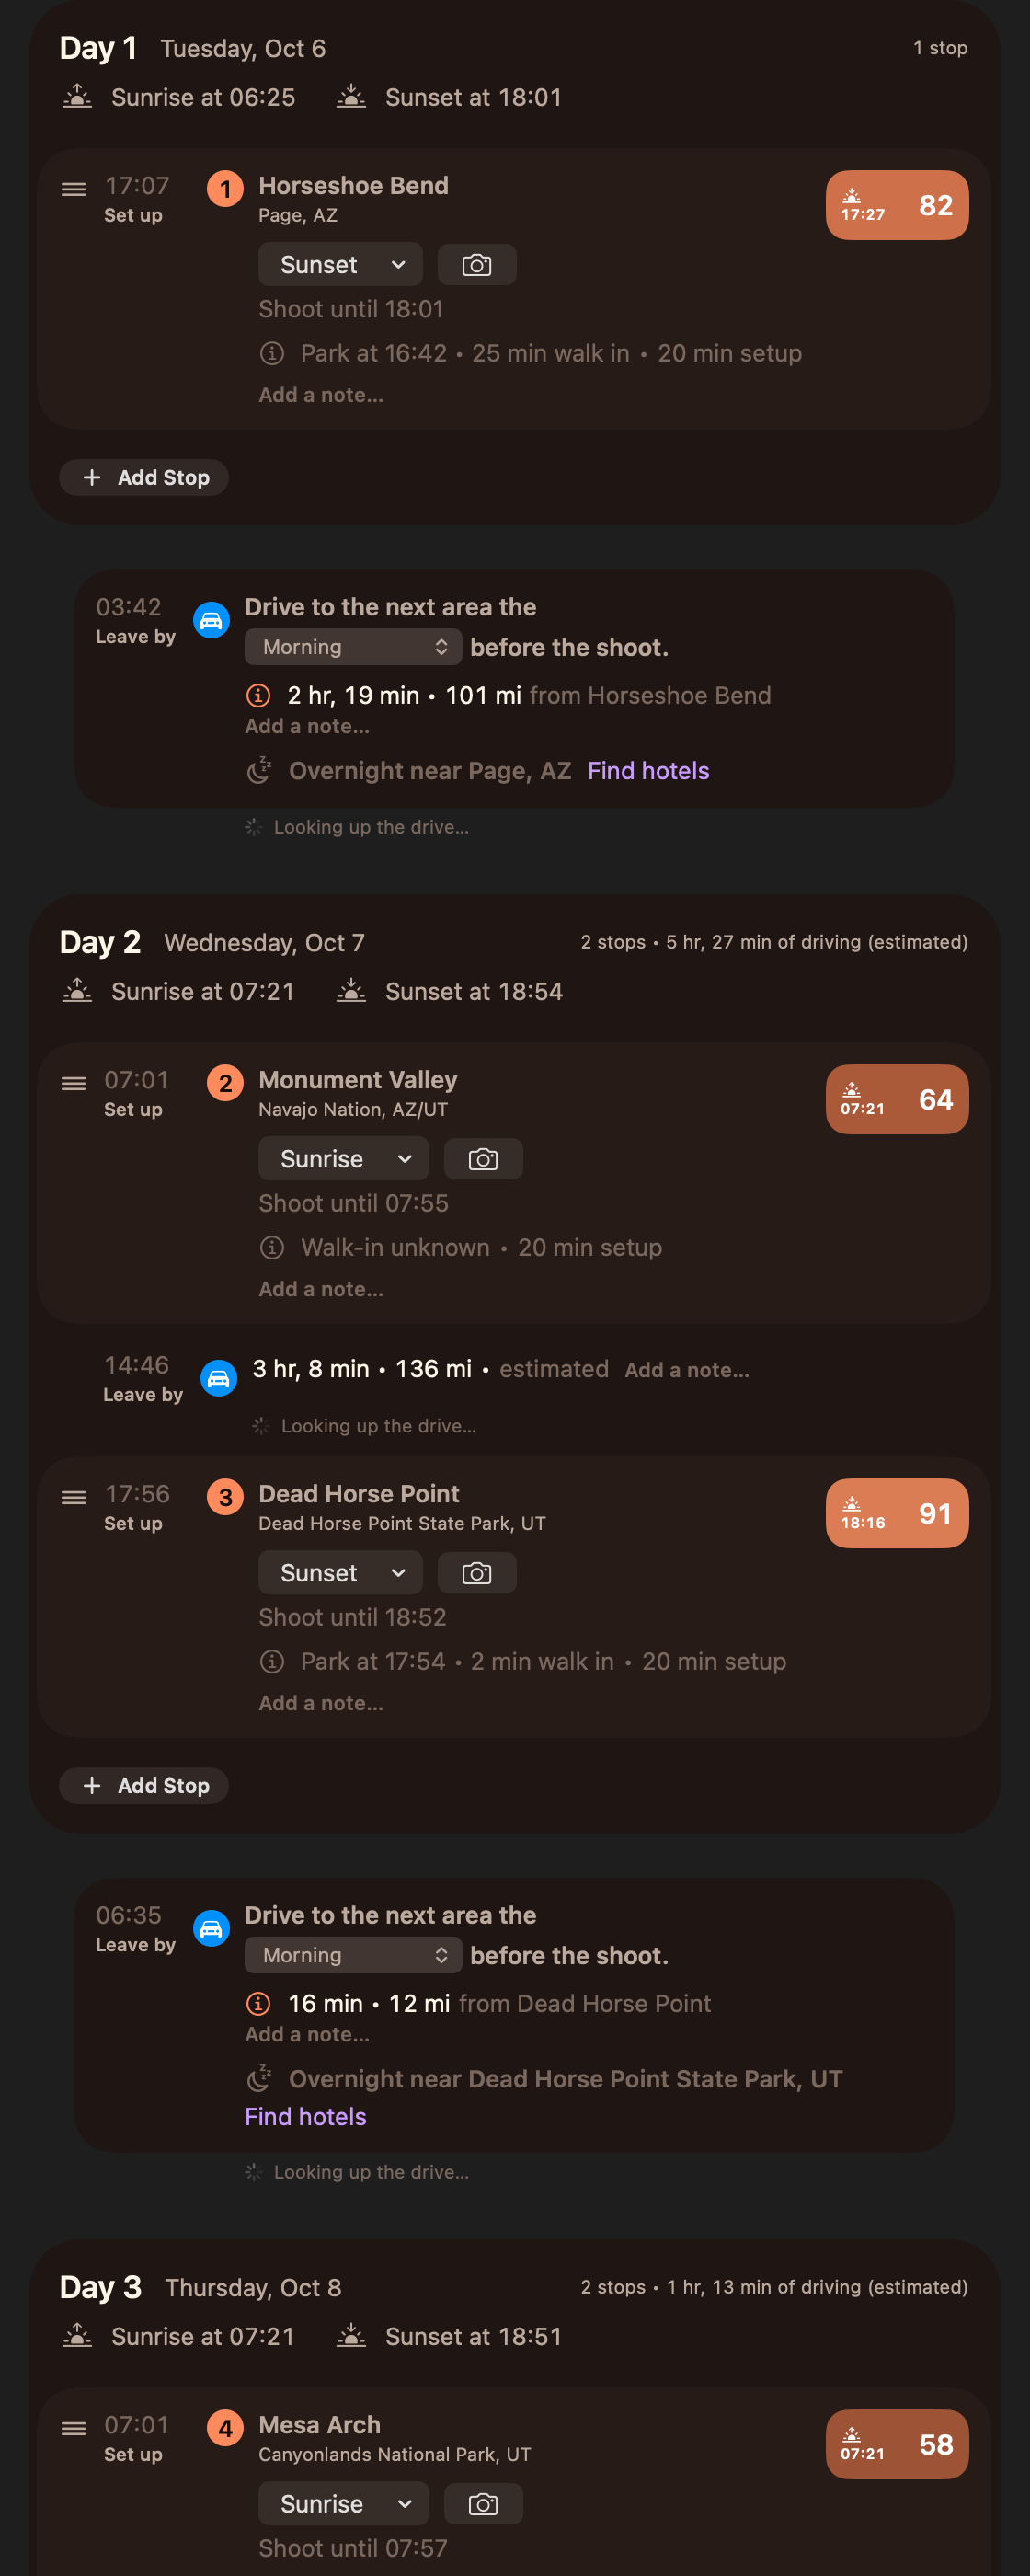 Day 1 Tuesday, Oct 6 1 stop
Sunrise at 06:25 Sunset at 18:01
17:07 1 Horseshoe Bend 17:27 82
Set up Page, AZ
Sunset
Shoot until 18:01
Park at 16:42 • 25 min walk in • 20 min setup
Add a note...
+ Add Stop
03:42 Drive to the next area the
Leave by Morning before the shoot.
2 hr, 19 min • 101 mi from Horseshoe Bend
Add a note...
Overnight near Page, AZ Find hotels
Looking up the drive...
Day 2 Wednesday, Oct 7 2 stops • 5 hr, 27 min of driving (estimated)
Sunrise at 07:21 Sunset at 18:54
07:01 2 Monument Valley 07:21 64
Set up Navajo Nation, AZ/UT
Sunrise
Shoot until 07:55
Walk-in unknown • 20 min setup
Add a note...
14:46 3 hr, 8 min • 136 mi • estimated Add a note...
Leave by
Looking up the drive...
17:56 3 Dead Horse Point 18:16 91
Set up Dead Horse Point State Park, UT
Sunset
Shoot until 18:52
Park at 17:54 • 2 min walk in • 20 min setup
Add a note...
+ Add Stop
06:35 Drive to the next area the
Leave by Morning before the shoot.
16 min • 12 mi from Dead Horse Point
Add a note...
Overnight near Dead Horse Point State Park, UT
Find hotels
Looking up the drive...
Day 3 Thursday, Oct 8 2 stops • 1 hr, 13 min of driving (estimated)
Sunrise at 07:21 Sunset at 18:51
07:01 4 Mesa Arch 07:21 58
Set up Canyonlands National Park, UT
Sunrise
Shoot until 07:57